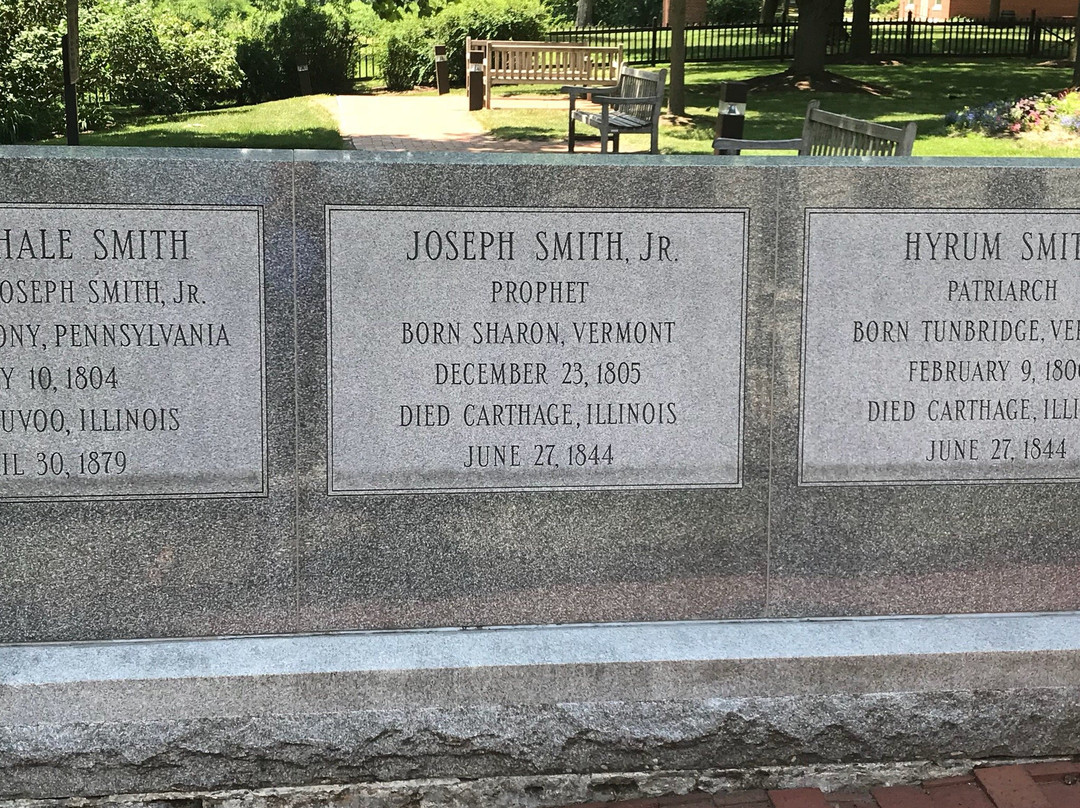 HALE SMITH
JOSEPH SMITH, JR.
ONY, PENNSYLVANIA
Y 10, 1804
UVOO, ILLINOIS
IL 30, 1879
JOSEPH SMITH, JR.
PROPHET
BORN SHARON, VERMONT
DECEMBER 23, 1805
DIED CARTHAGE, ILLINOIS
JUNE 27, 1844
HYRUM SMIT
PATRIARCH
BORN TUNBRIDGE, VER
FEBRUARY 9, 180
DIED CARTHAGE, ILL
JUNE 27, 1844